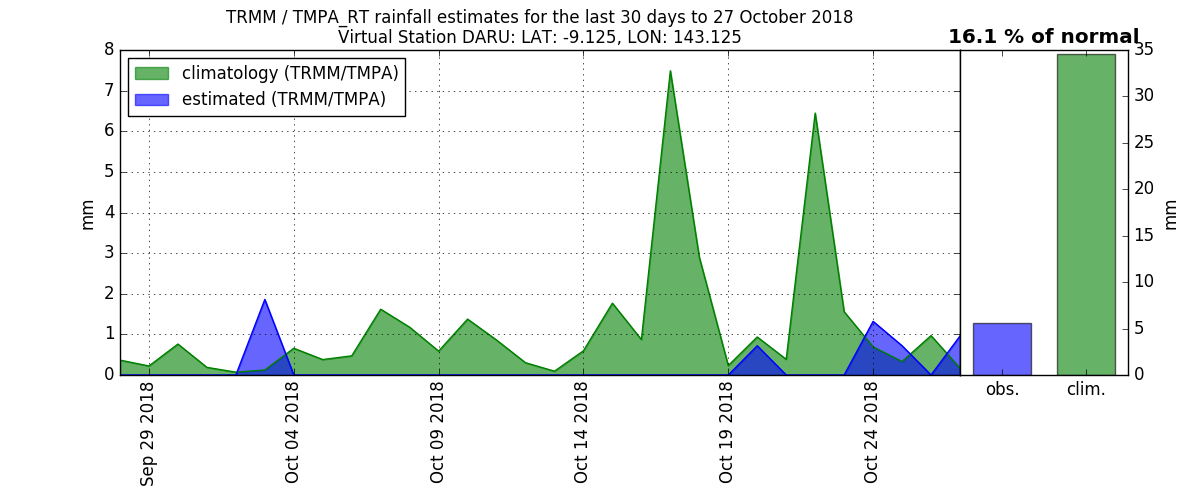 TRMM / TMPA_RT rainfall estimates for the last 30 days to 27 October 2018
Virtual Station DARU: LAT: -9.125, LON: 143.125
16.1 % of normal
climatology (TRMM/TMPA)
estimated (TRMM/TMPA)
8
7
6
5
4
3
2
1
0
mm
Sep 29 2018
Oct 04 2018
Oct 09 2018
Oct 14 2018
Oct 19 2018
Oct 24 2018
35
30
25
20
15
10
5
0
mm
obs.
clim.